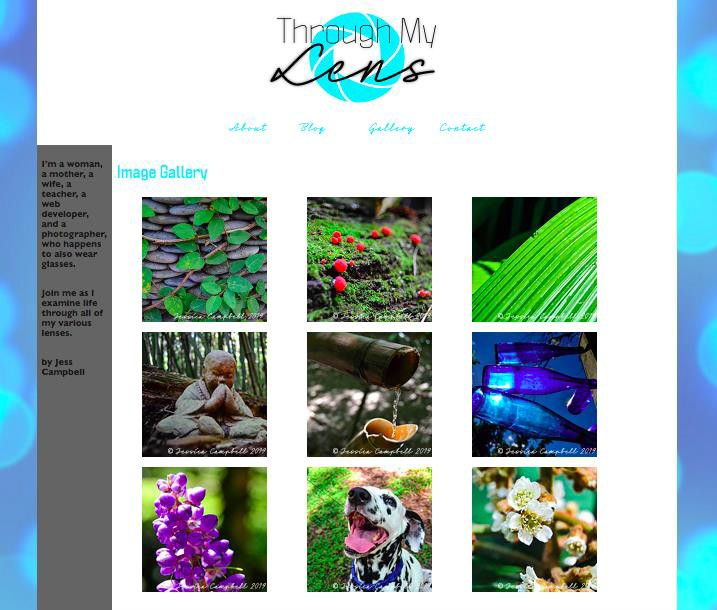 Through My
Lens
About Blog Gallery Contact
I'm a woman,
a mother, a
wife, a
teacher, a
web
developer,
and a
photographer,
who happens
to also wear
glasses.
Join me as I
examine life
through all of
my various
lenses.
by Jess
Campbell
Image Gallery
Jessica Campbell 2019
© Jessica Campbell 2019
© Jessica Campbell 2019
© Jessica Campbell 2019
© Jessica Campbell 2019
© Jessica Campbell 2019
© Jessica Campbell 2019
© Jessica Campbell 2019
© Jessica Campbell 2019